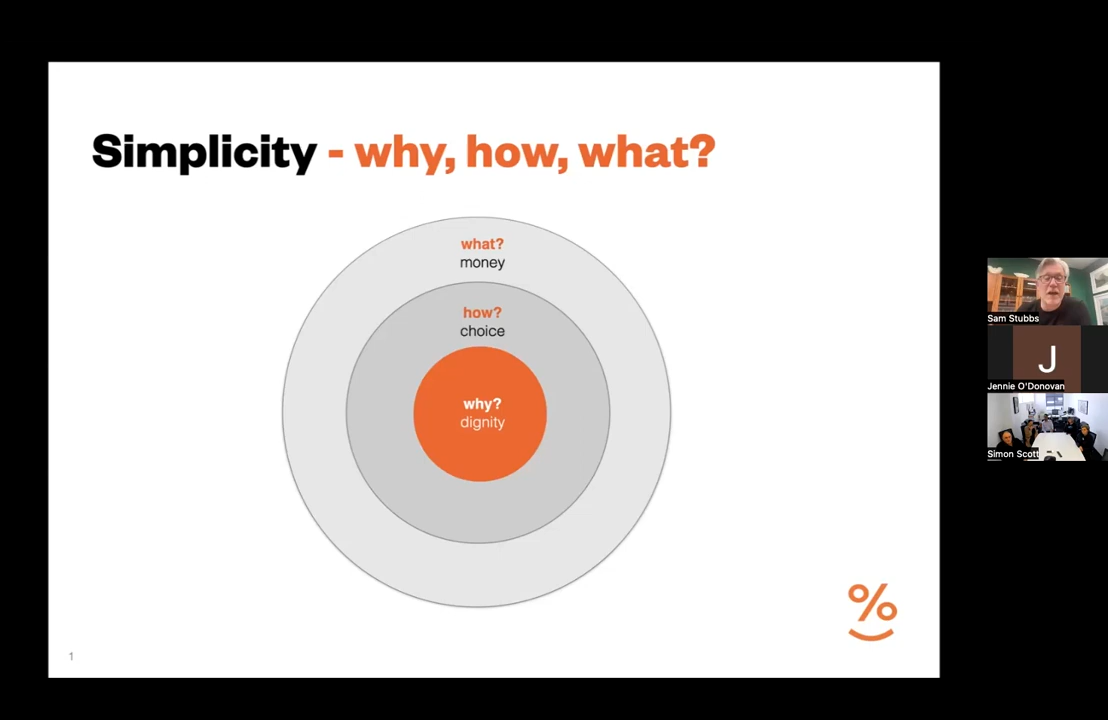 Simplicity - why, how, what?
what?
money
how?
choice
why?
dignity
%
1
Sam Stubbs
J
Jennie O'Donovan
Simon Scott